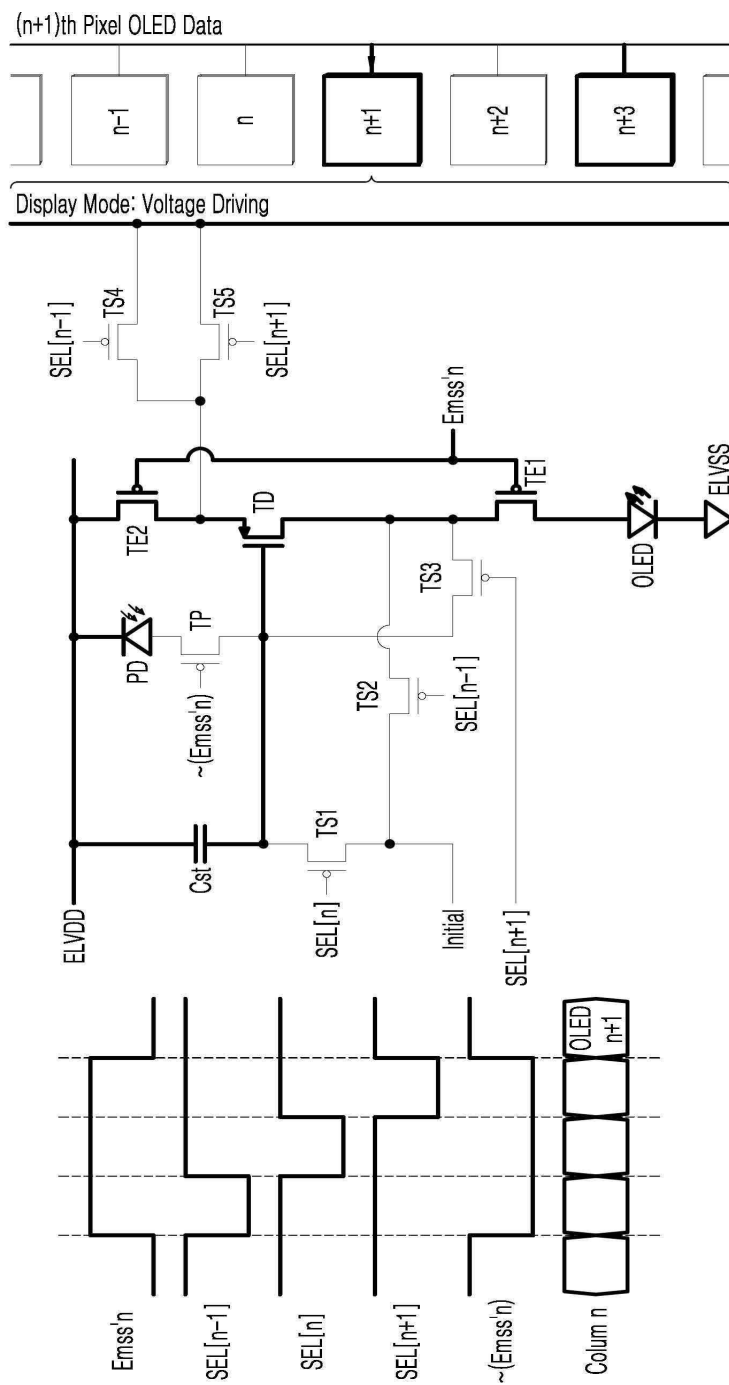 (n+1)th Pixel OLED Data
n-1
n
n+1
n+2
n+3
Display Mode: Voltage Driving
SEL[n-1]
TS4
TS5
SEL[n+1]
Emss'n
TE2
TD
TE1
PD
TP
~(Emss'n)
TS3
TS2
SEL[n-1]
OLED
ELVSS
ELVDD
Cst
TS1
SEL[n]
Initial
SEL[n+1]
Emss'n
SEL[n-1]
SEL[n]
SEL[n+1]
~(Emss'n)
Colum n
OLED
n+1